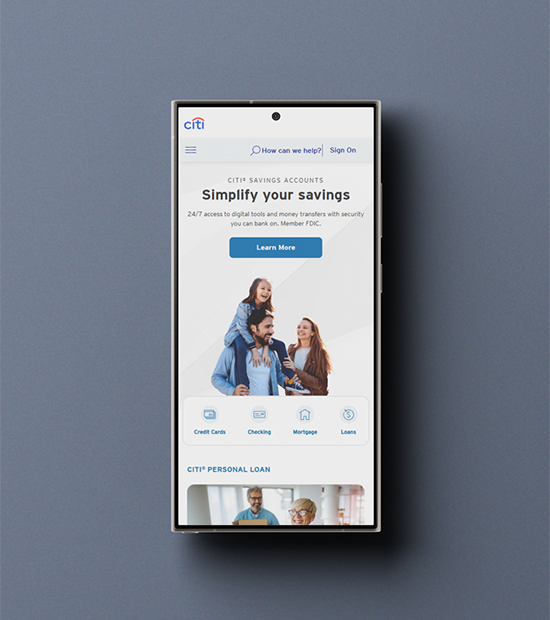 citi
How can we help? Sign On
CITI® SAVINGS ACCOUNTS
Simplify your savings
24/7 access to digital tools and money transfers with security
you can bank on. Member FDIC.
Learn More
Credit Cards Checking Mortgage Loans
CITI® PERSONAL LOAN